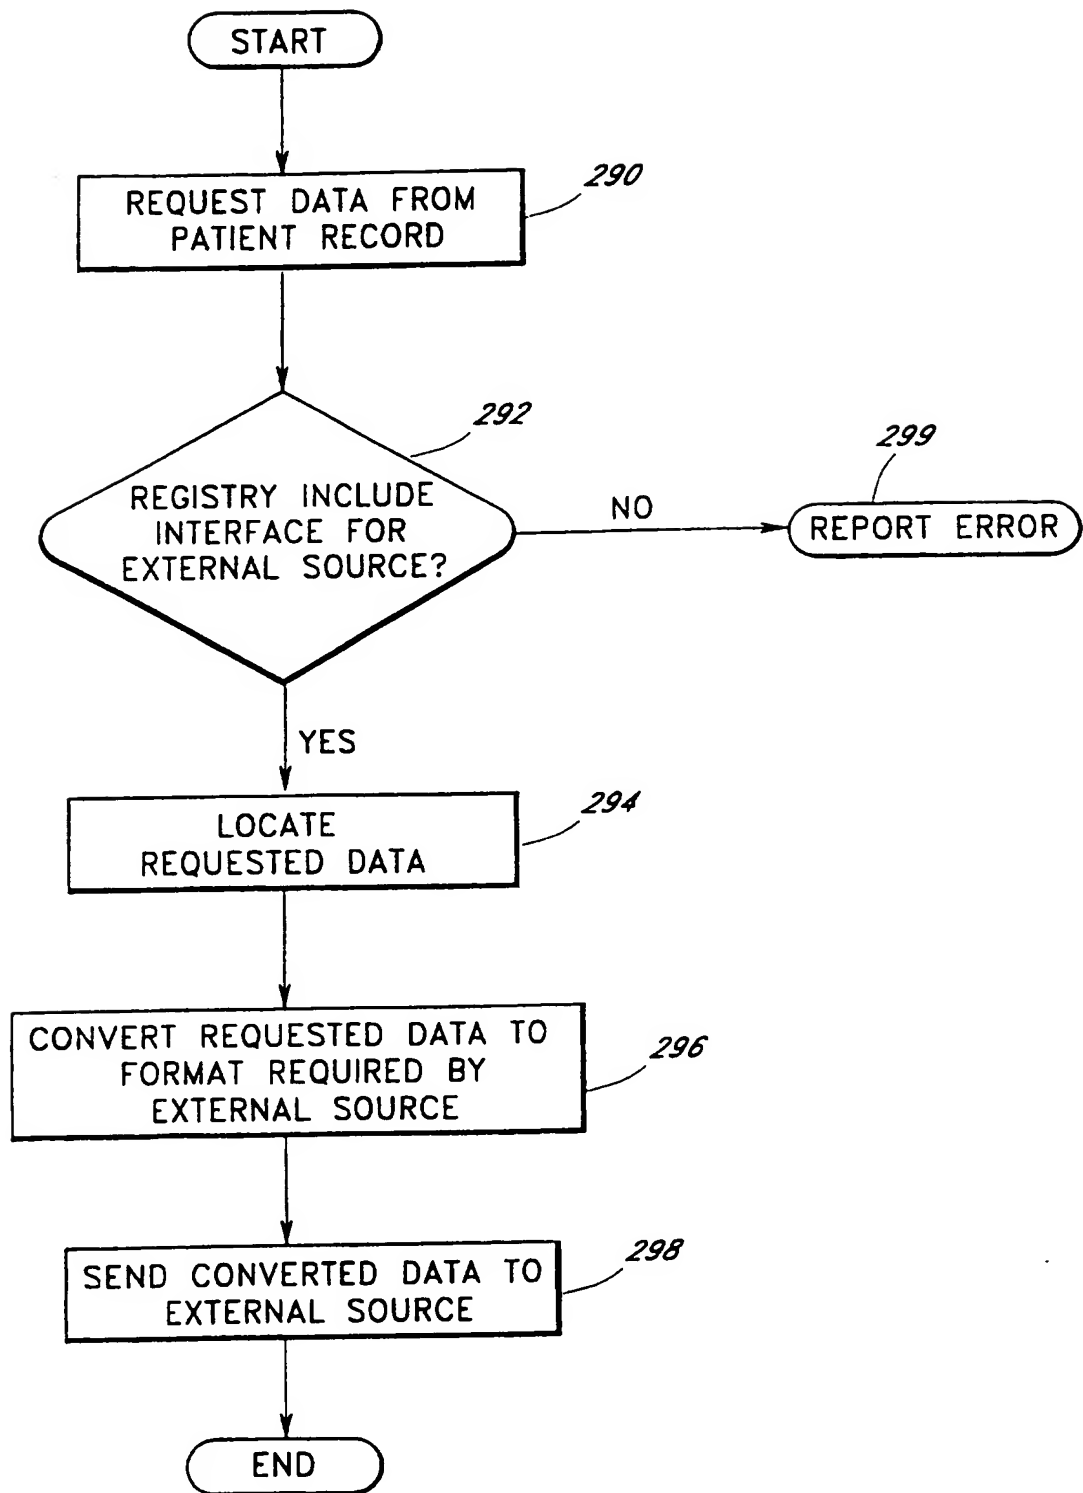 START
290
REQUEST DATA FROM
PATIENT RECORD
292
REGISTRY INCLUDE
INTERFACE FOR
EXTERNAL SOURCE?
NO
299
REPORT ERROR
YES
294
LOCATE
REQUESTED DATA
296
CONVERT REQUESTED DATA TO
FORMAT REQUIRED BY
EXTERNAL SOURCE
298
SEND CONVERTED DATA TO
EXTERNAL SOURCE
END